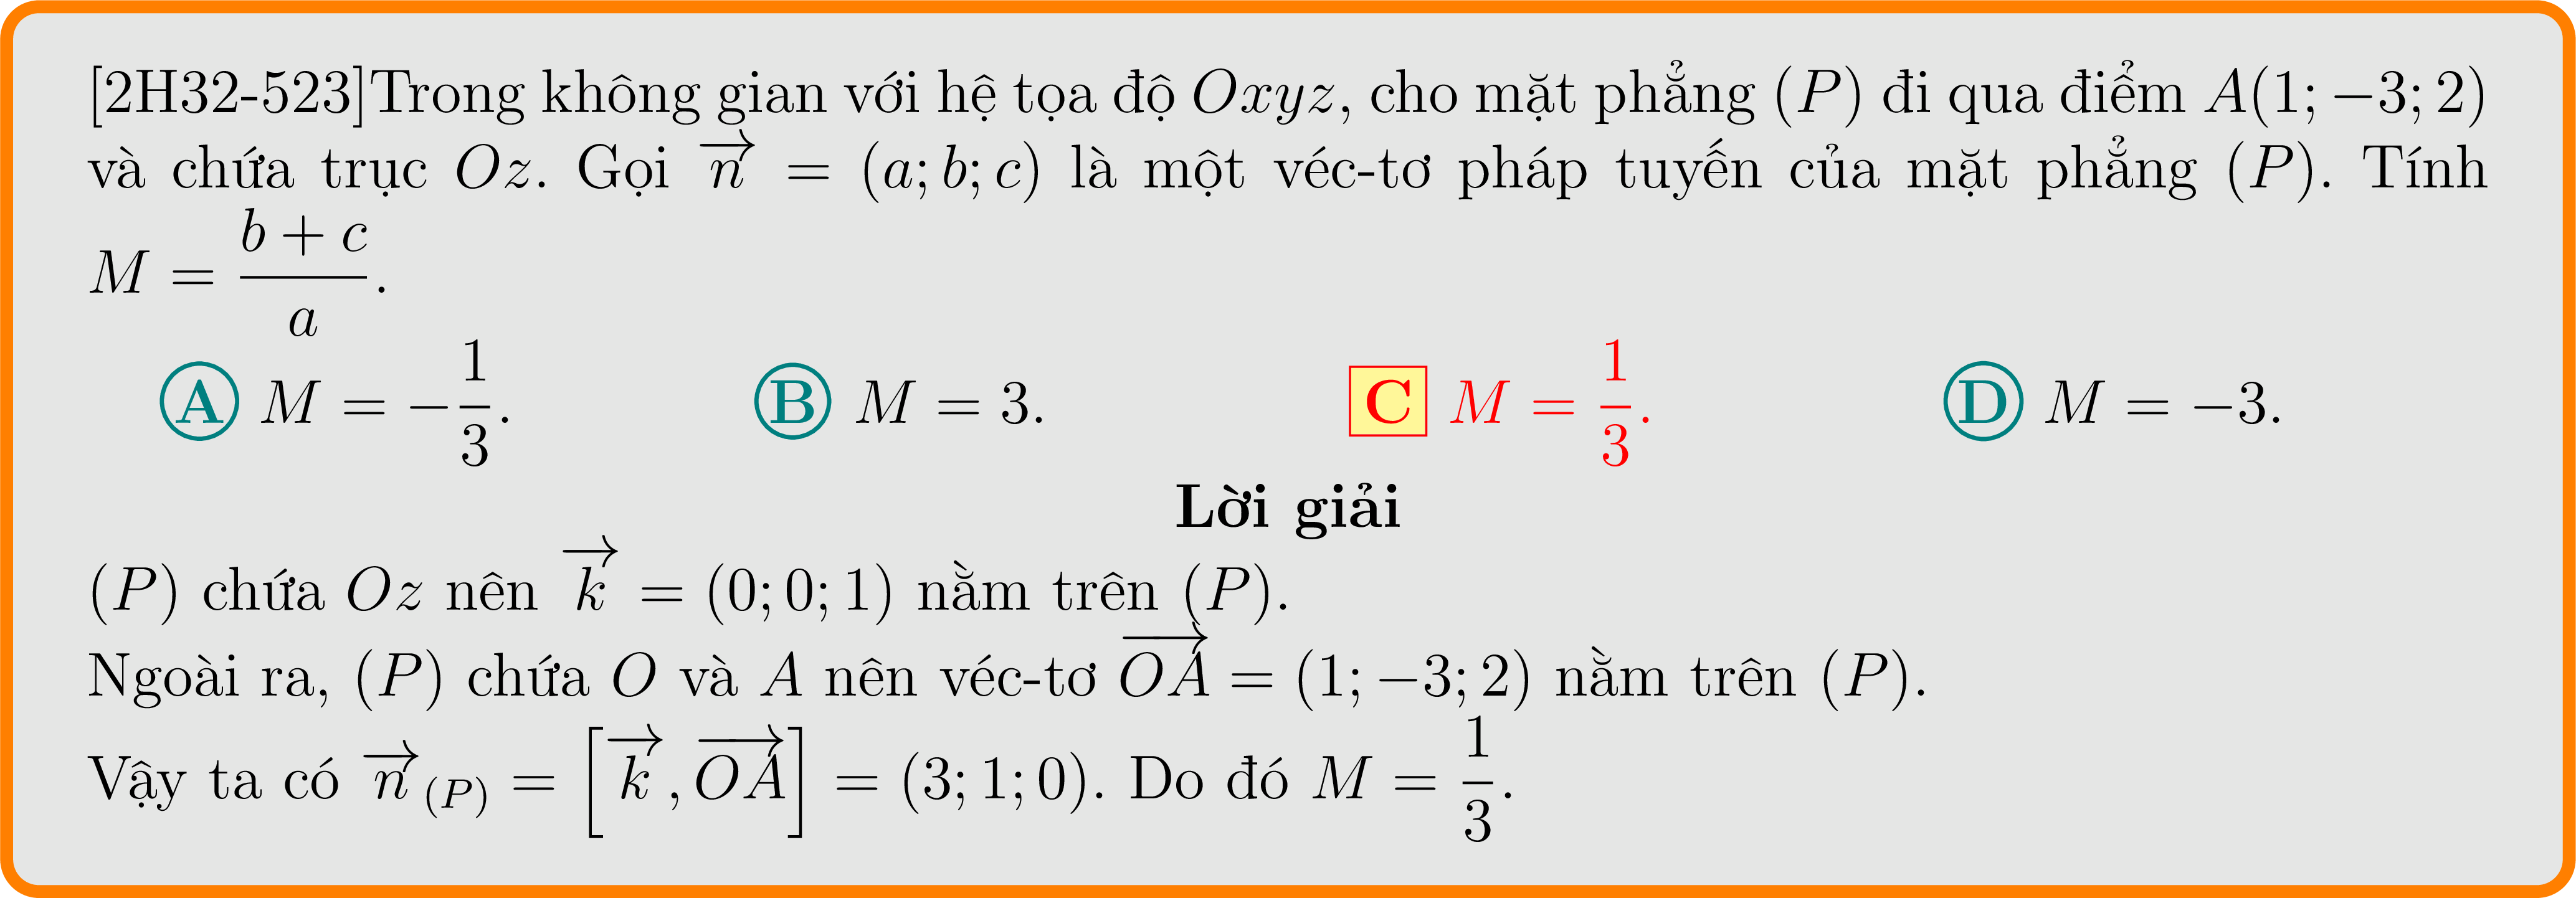 [2H32-523]Trong không gian với hệ tọa độ Oxyz, cho mặt phẳng (P) đi qua điểm A(1; −3; 2)
và chứa trục Oz. Gọi $\overrightarrow{n}$ = (a; b; c) là một véc-tơ pháp tuyến của mặt phẳng (P). Tính
$M = \dfrac{b + c}{a}$.
A $M = -\dfrac{1}{3}$. B M = 3. C $M = \dfrac{1}{3}$. D M = −3.
Lời giải
(P) chứa Oz nên $\overrightarrow{k}$ = (0; 0; 1) nằm trên (P).
Ngoài ra, (P) chứa O và A nên véc-tơ $\overrightarrow{OA}$ = (1; −3; 2) nằm trên (P).
Vậy ta có $\overrightarrow{n}_{(P)} = \left[\overrightarrow{k}, \overrightarrow{OA}\right]$ = (3; 1; 0). Do đó $M = \dfrac{1}{3}$.